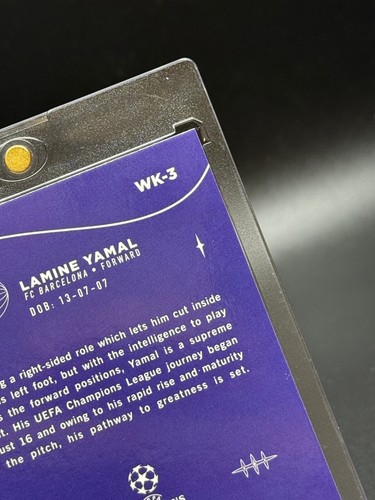 WK-3
LAMINE YAMAL
FC BARCELONA • FORWARD
DOB: 13-07-07
a right-sided role which lets him cut inside
left foot, but with the intelligence to play
the forward positions, Yamal is a supreme
His UEFA Champions League journey began
16 and owing to his rapid rise and maturity
the pitch, his pathway to greatness is set.